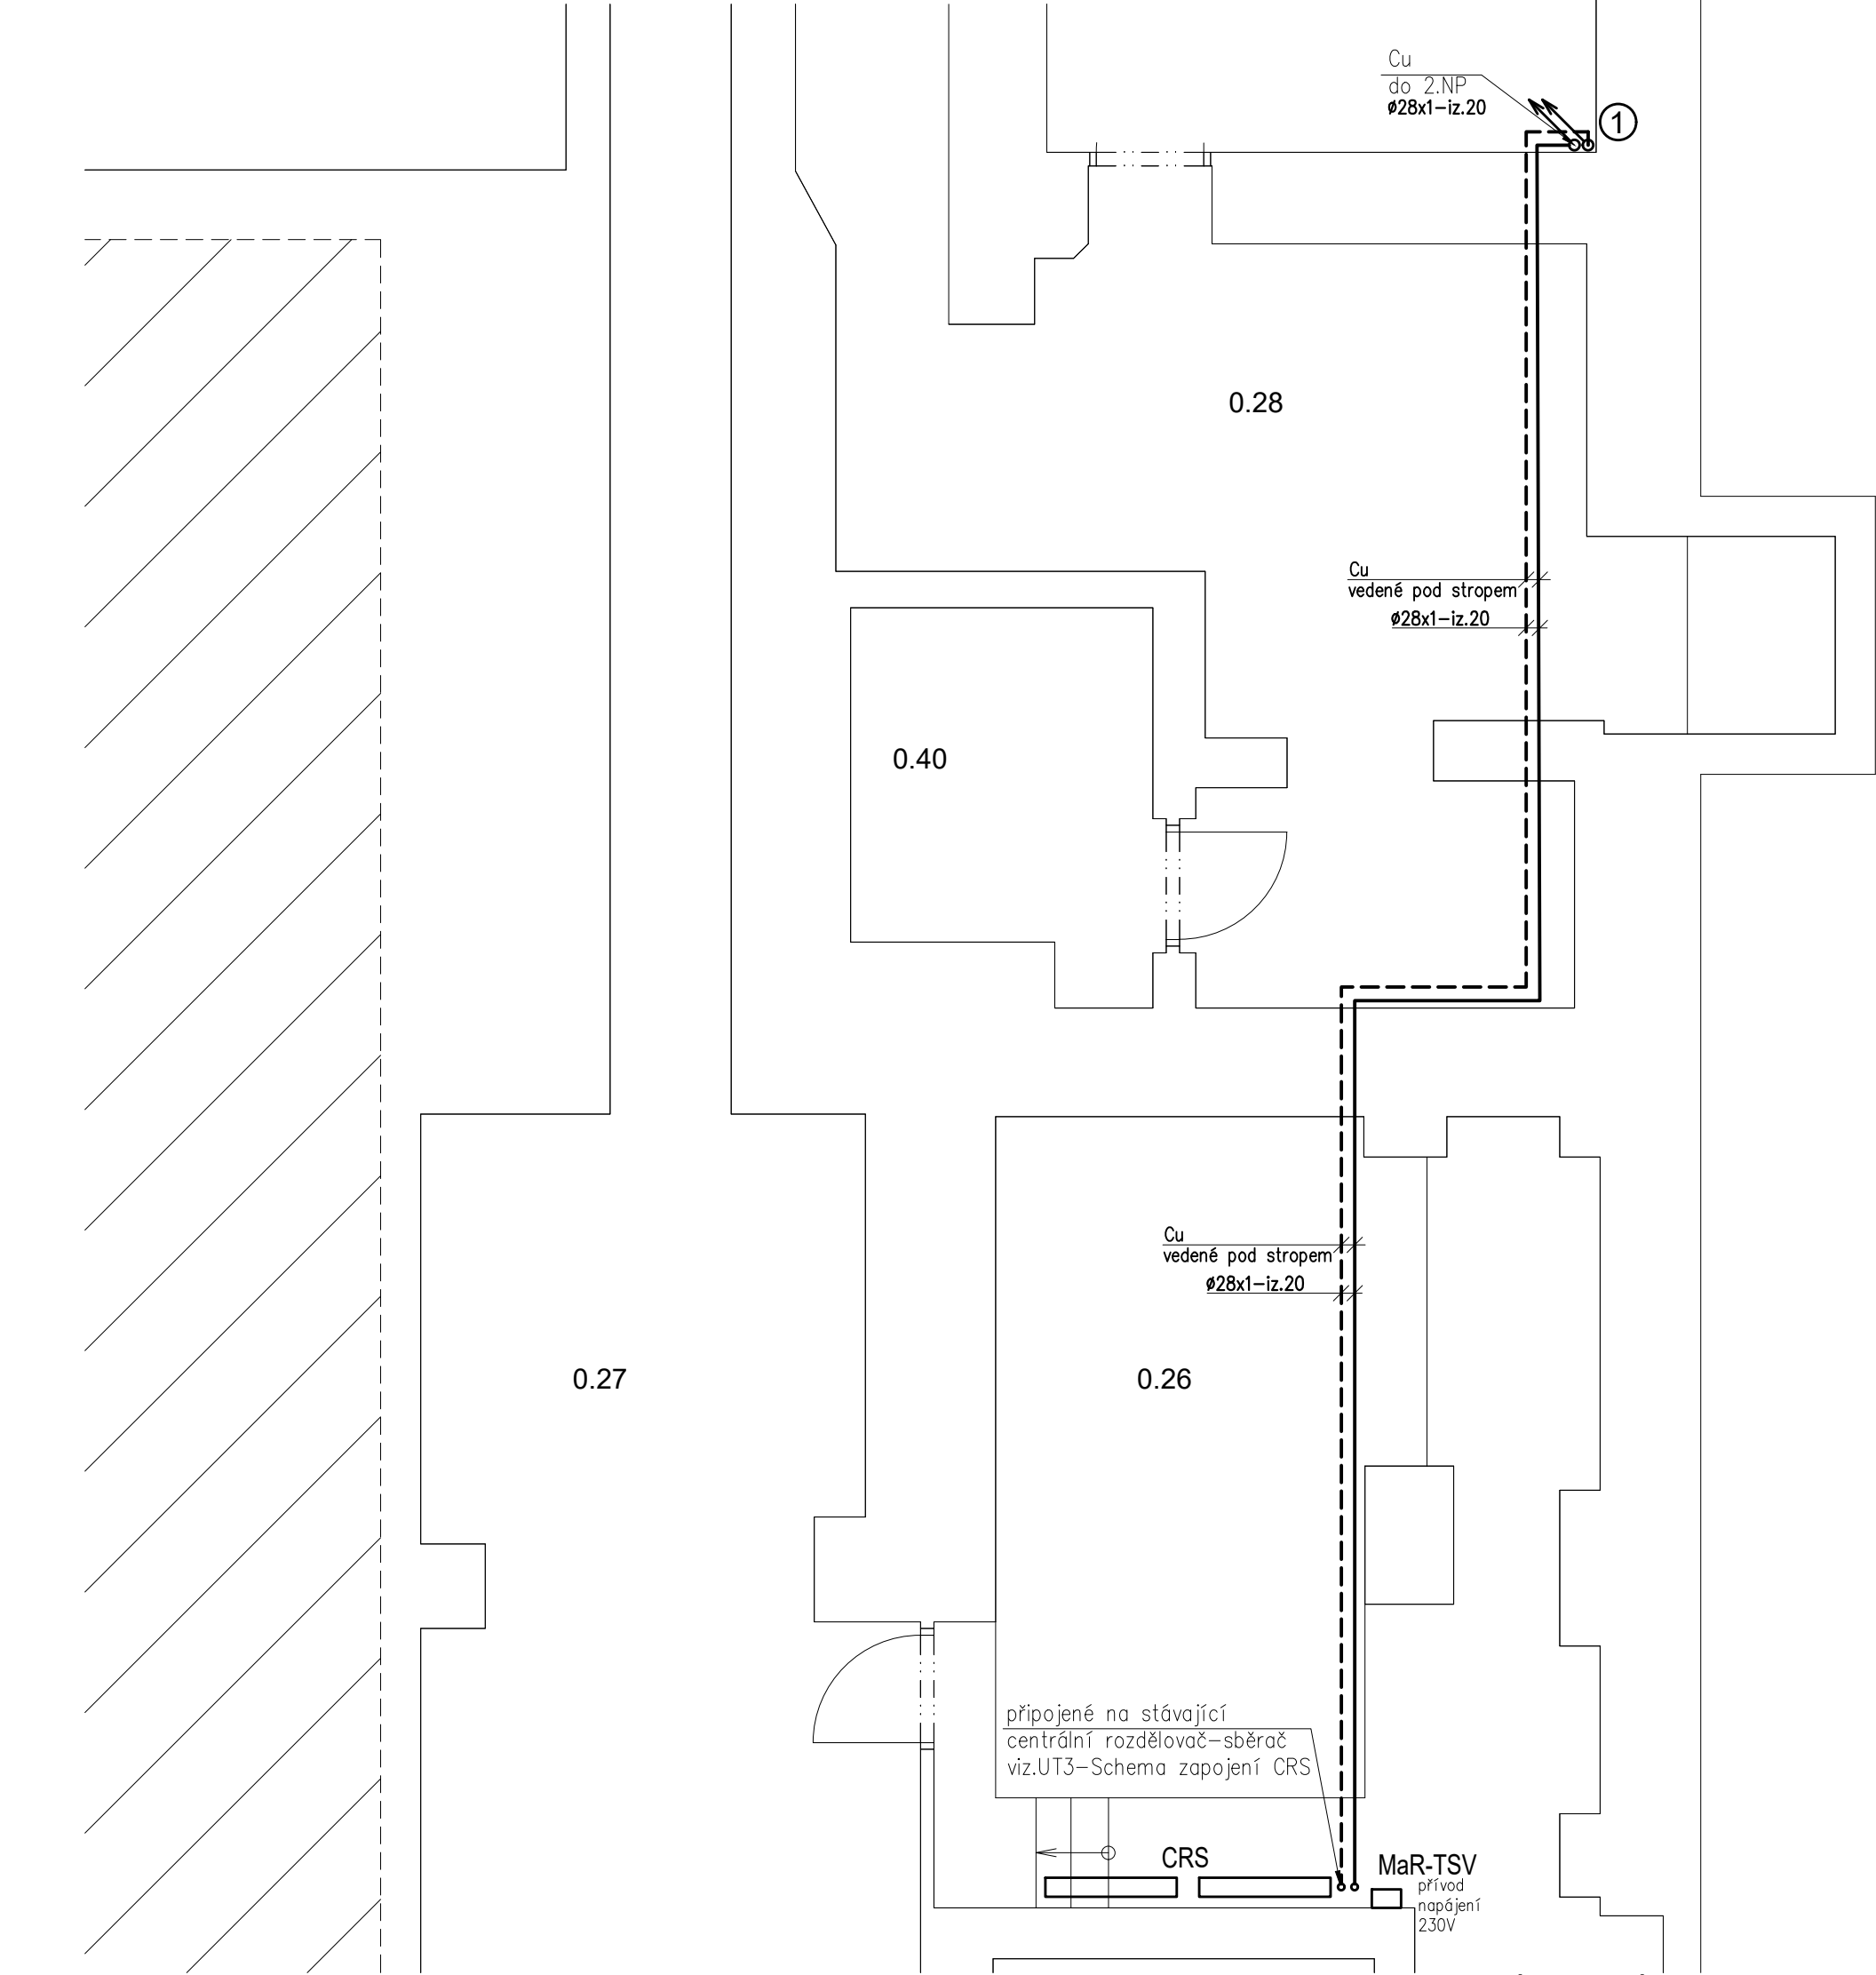 Cu
do 2.NP
ø28x1-iz.20
1
0.28
Cu
vedené pod stropem
ø28x1-iz.20
0.40
Cu
vedené pod stropem
ø28x1-iz.20
0.27
0.26
připojené na stávající
centrální rozdělovač-sběrač
viz.UT3-Schema zapojení CRS
CRS
MaR-TSV
přívod
napájení
230V